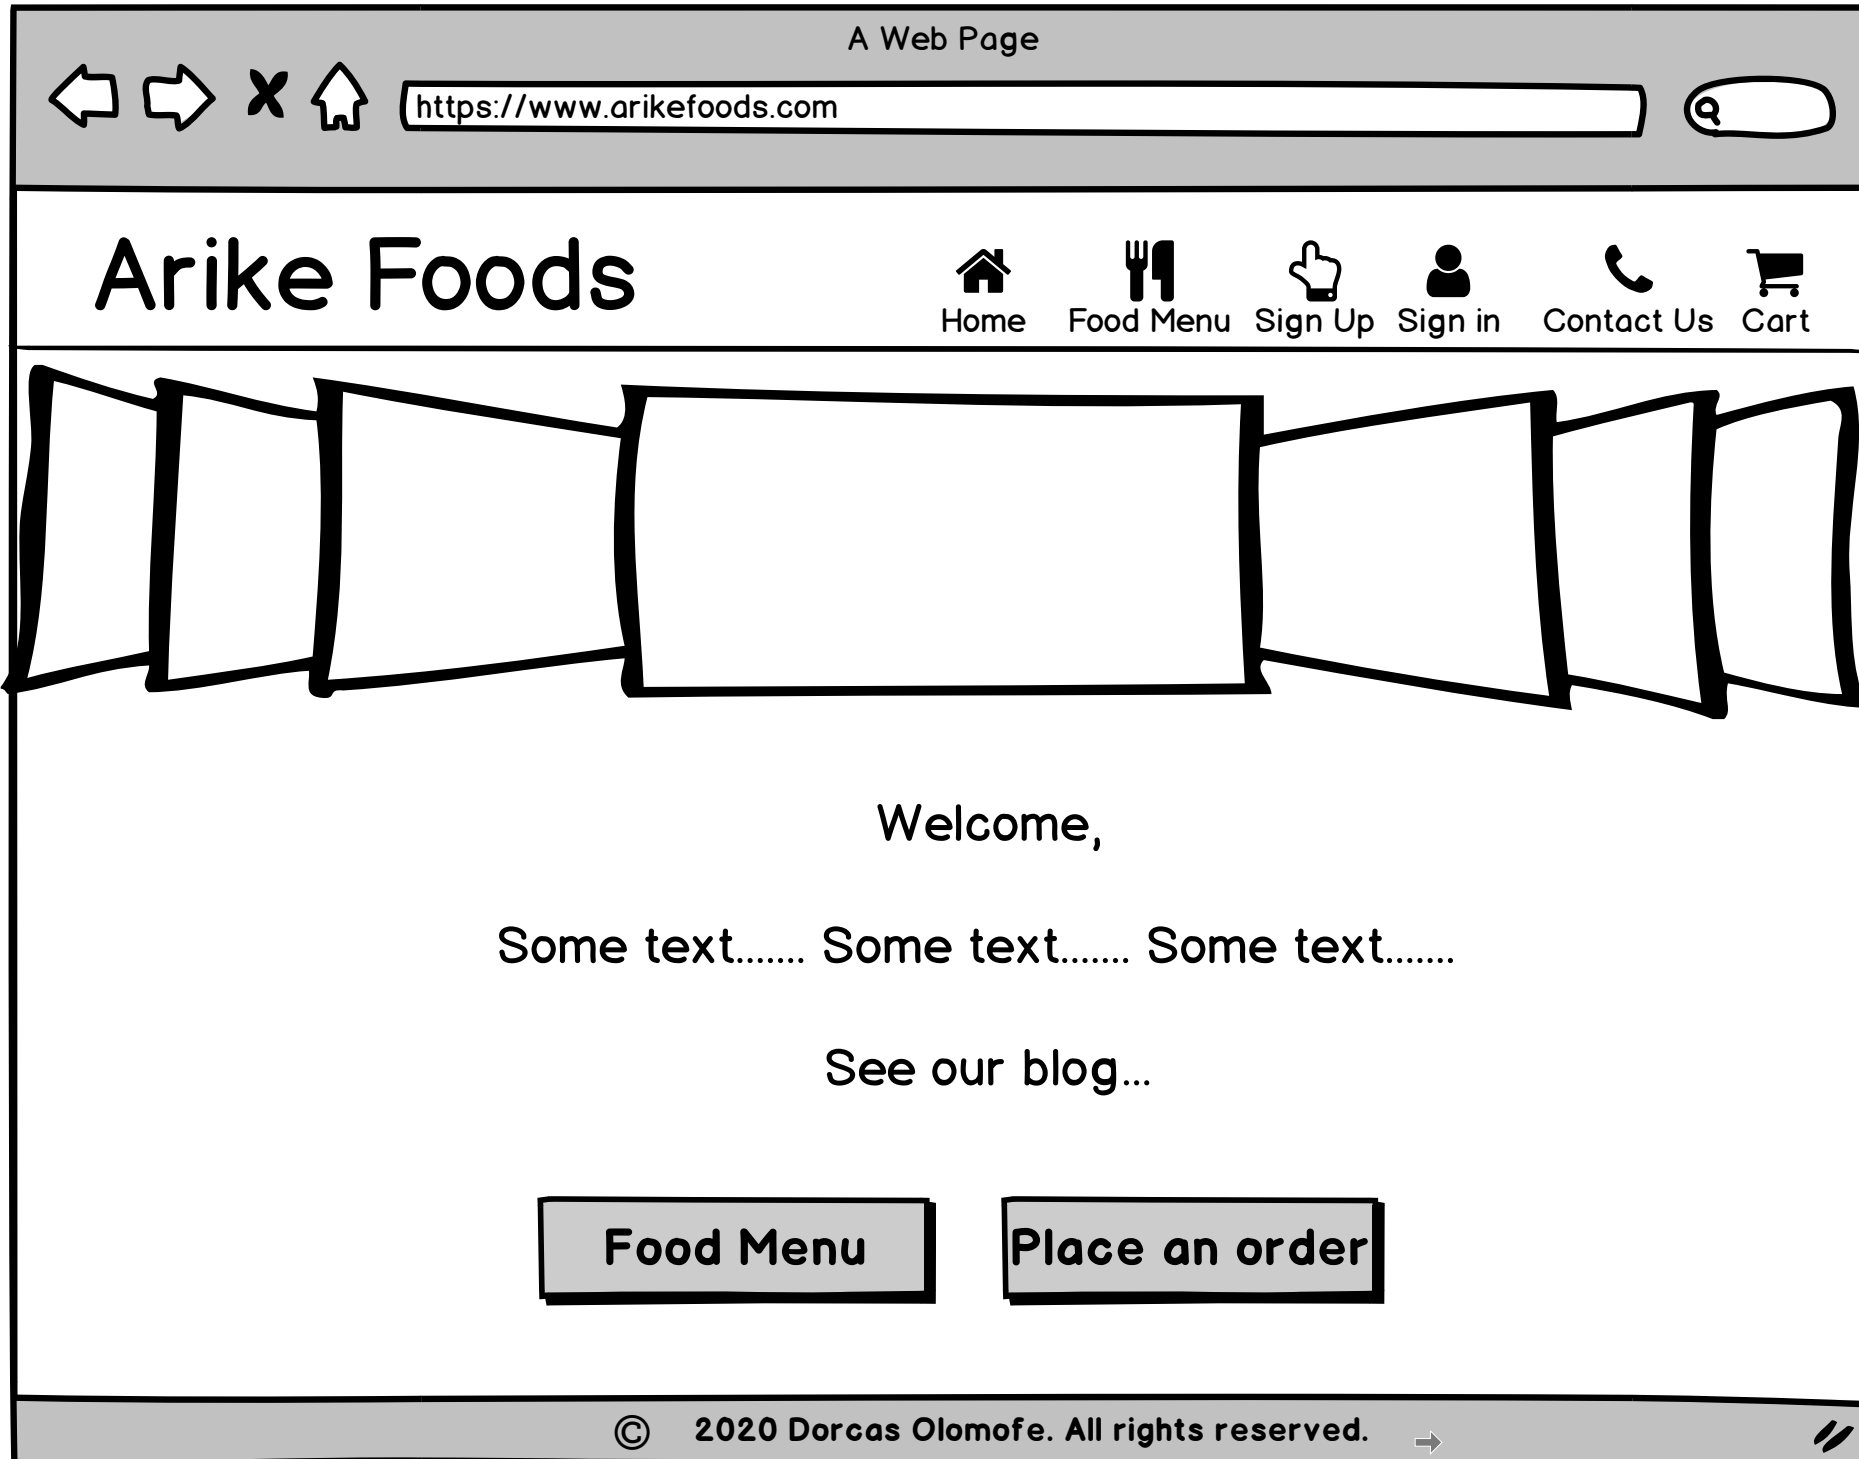 A Web Page
https://www.arikefoods.com
Arike Foods
Home Food Menu Sign Up Sign in Contact Us Cart
Welcome,
Some text....... Some text....... Some text.......
See our blog...
Food Menu Place an order
© 2020 Dorcas Olomofe. All rights reserved.